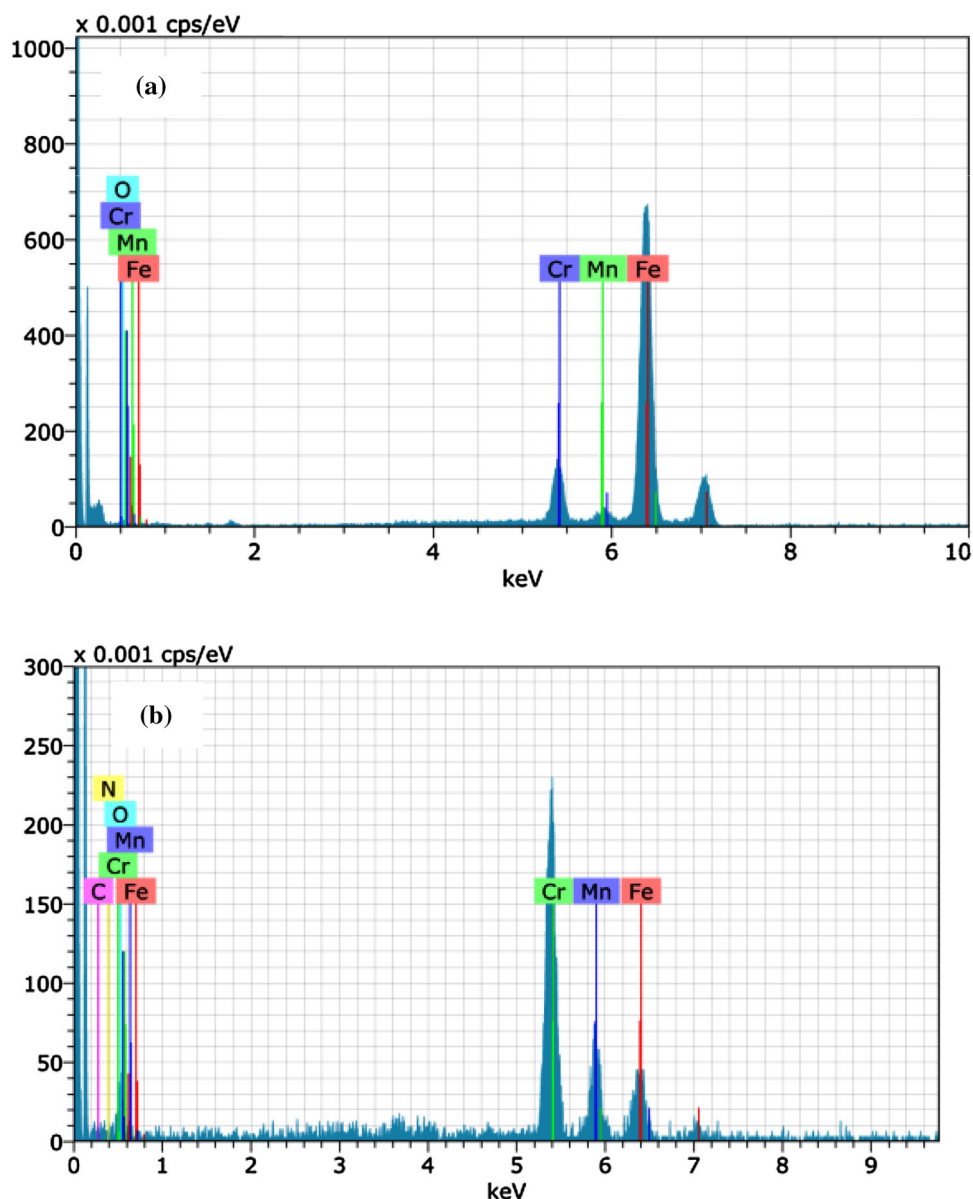 x 0.001 cps/eV
(a)
1000
800
600
400
200
0
O
Cr
Mn
Fe
Cr Mn Fe
0 2 4 6 8 10
keV
x 0.001 cps/eV
(b)
300
250
200
150
100
50
0
N
O
Mn
Cr
C Fe
Cr Mn Fe
0 1 2 3 4 5 6 7 8 9
keV